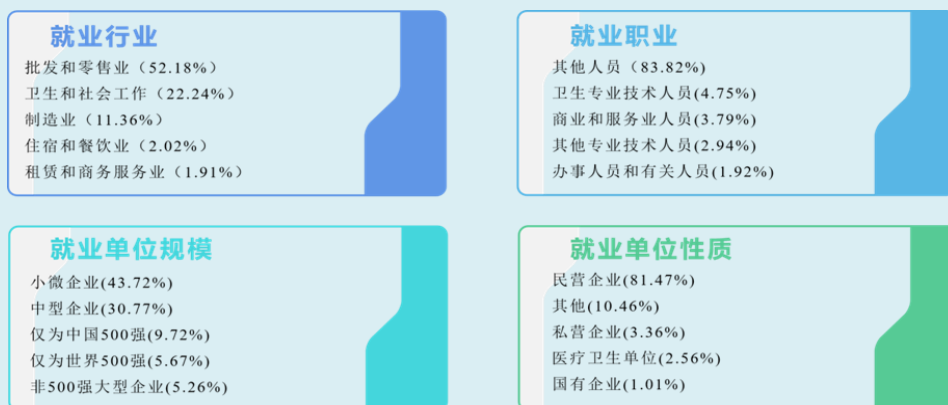 就业行业
批发和零售业（52.18%）
卫生和社会工作（22.24%）
制造业（11.36%）
住宿和餐饮业（2.02%）
租赁和商务服务业（1.91%）
就业职业
其他人员（83.82%)
卫生专业技术人员(4.75%)
商业和服务业人员(3.79%)
其他专业技术人员(2.94%)
办事人员和有关人员(1.92%)
就业单位规模
小微企业(43.72%)
中型企业(30.77%)
仅为中国500强(9.72%)
仅为世界500强(5.67%)
非500强大型企业(5.26%)
就业单位性质
民营企业(81.47%)
其他(10.46%)
私营企业(3.36%)
医疗卫生单位(2.56%)
国有企业(1.01%)